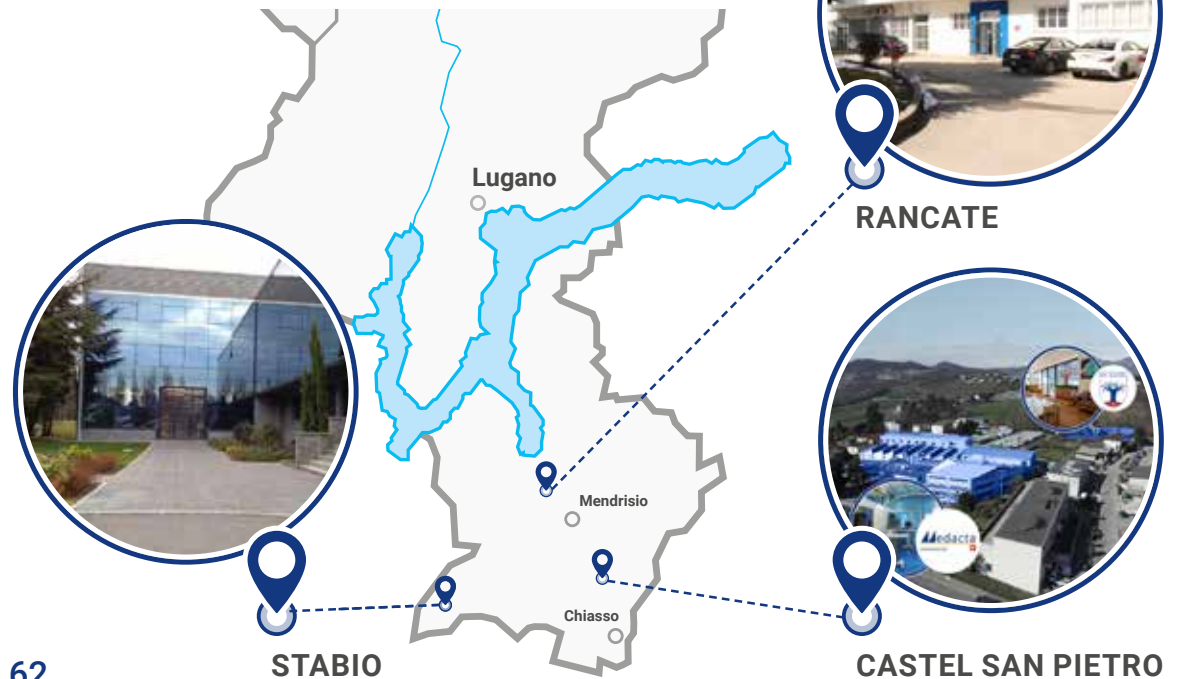 Lugano
RANCATE
Mendrisio
Medacta
Chiasso
62
STABIO
CASTEL SAN PIETRO